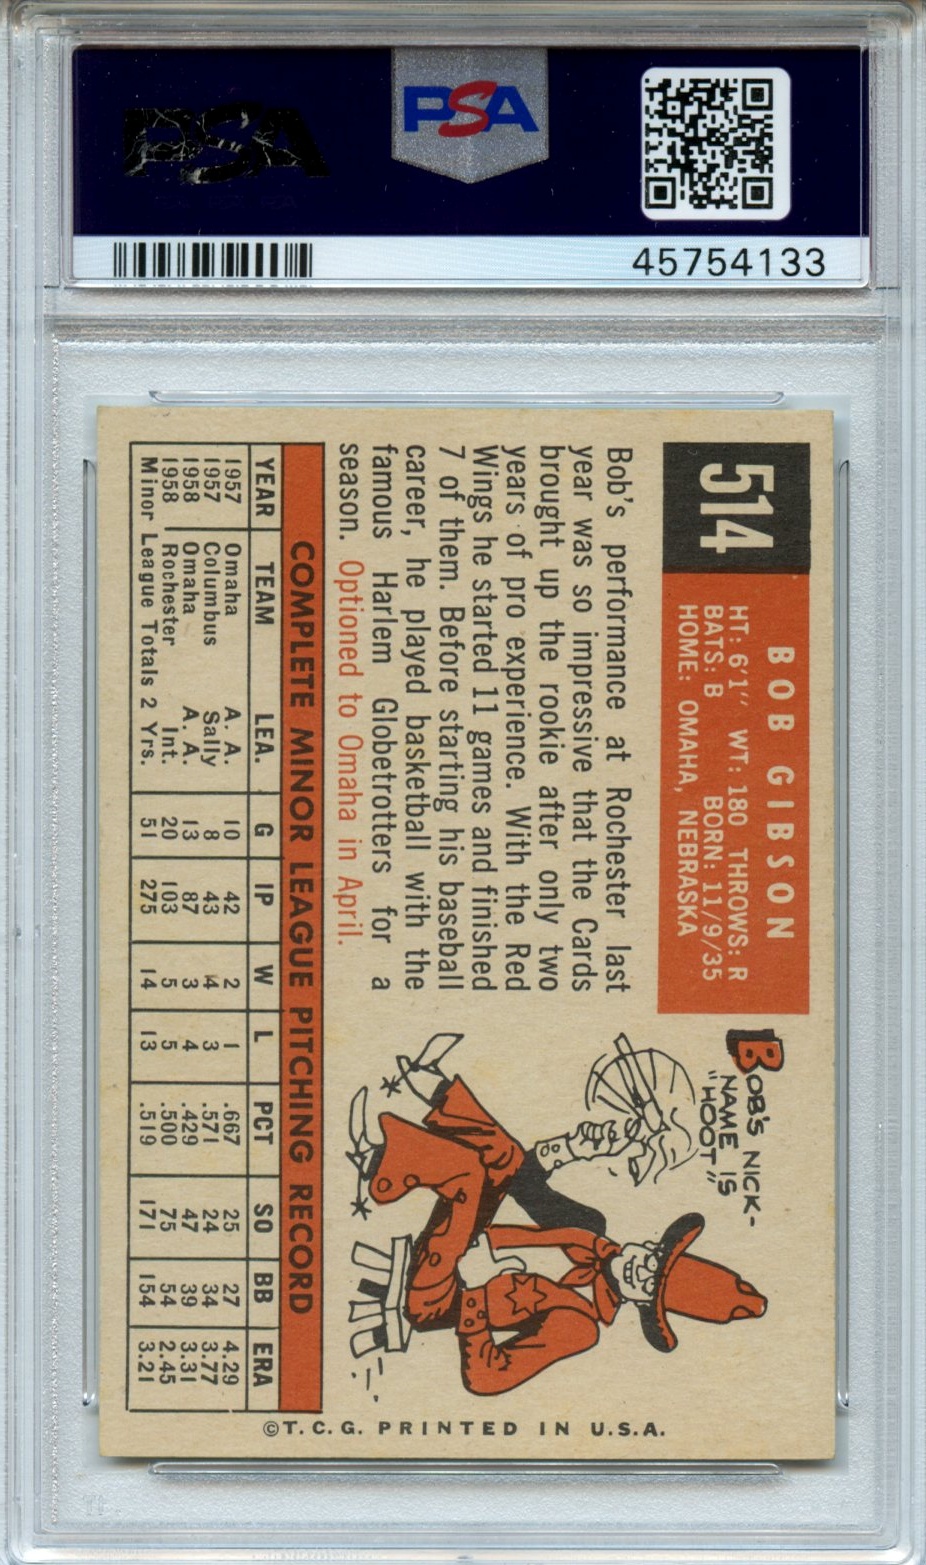 PSA
PSA
45754133
514
BOB GIBSON
HT: 6'1" WT: 180 THROWS: R
BATS: B BORN: 11/9/35
HOME: OMAHA, NEBRASKA
Bob's performance at Rochester last
year was so impressive that the Cards
brought up the rookie after only two
years of pro experience. With the Red
Wings he started 11 games and finished
7 of them. Before starting his baseball
career, he played basketball with the
famous Harlem Globetrotters for a
season. Optioned to Omaha in April.
BOB'S NICK-
NAME IS
"HOOT"
COMPLETE MINOR LEAGUE PITCHING RECORD
YEAR TEAM LEA. G IP W L PCT SO BB ERA
1957 Omaha A. A. 10 42 2 1 .667 25 27 4.29
1957 Columbus Sally 8 43 4 3 .571 24 34 3.77
1958 Omaha A. A. 13 87 3 4 .429 47 39 3.31
1958 Rochester Int. 20 103 5 5 .500 75 54 2.45
Minor League Totals 2 Yrs. 51 275 14 13 .519 171 154 3.21
©T.C.G. PRINTED IN U.S.A.